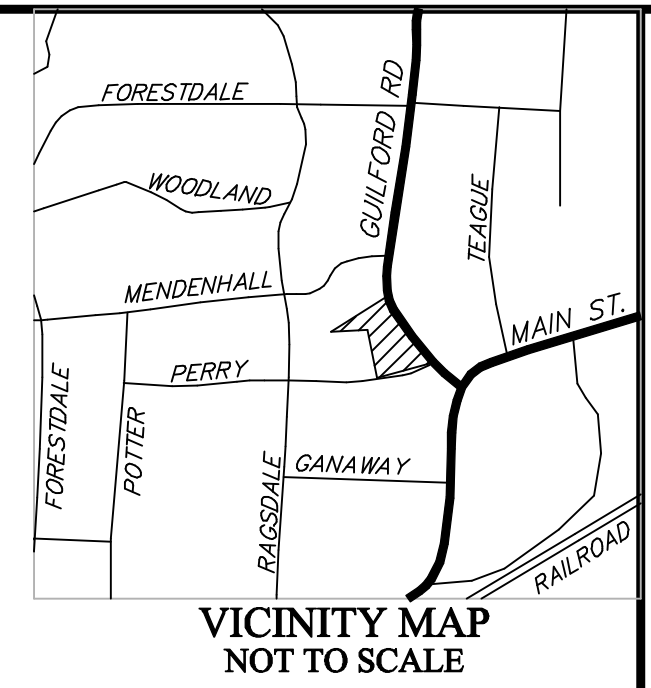 FORESTDALE
GUILFORD RD
WOODLAND
TEAGUE
MENDENHALL
MAIN ST.
PERRY
FORESTDALE
POTTER
RAGSDALE
GANAWAY
RAILROAD
VICINITY MAP
NOT TO SCALE